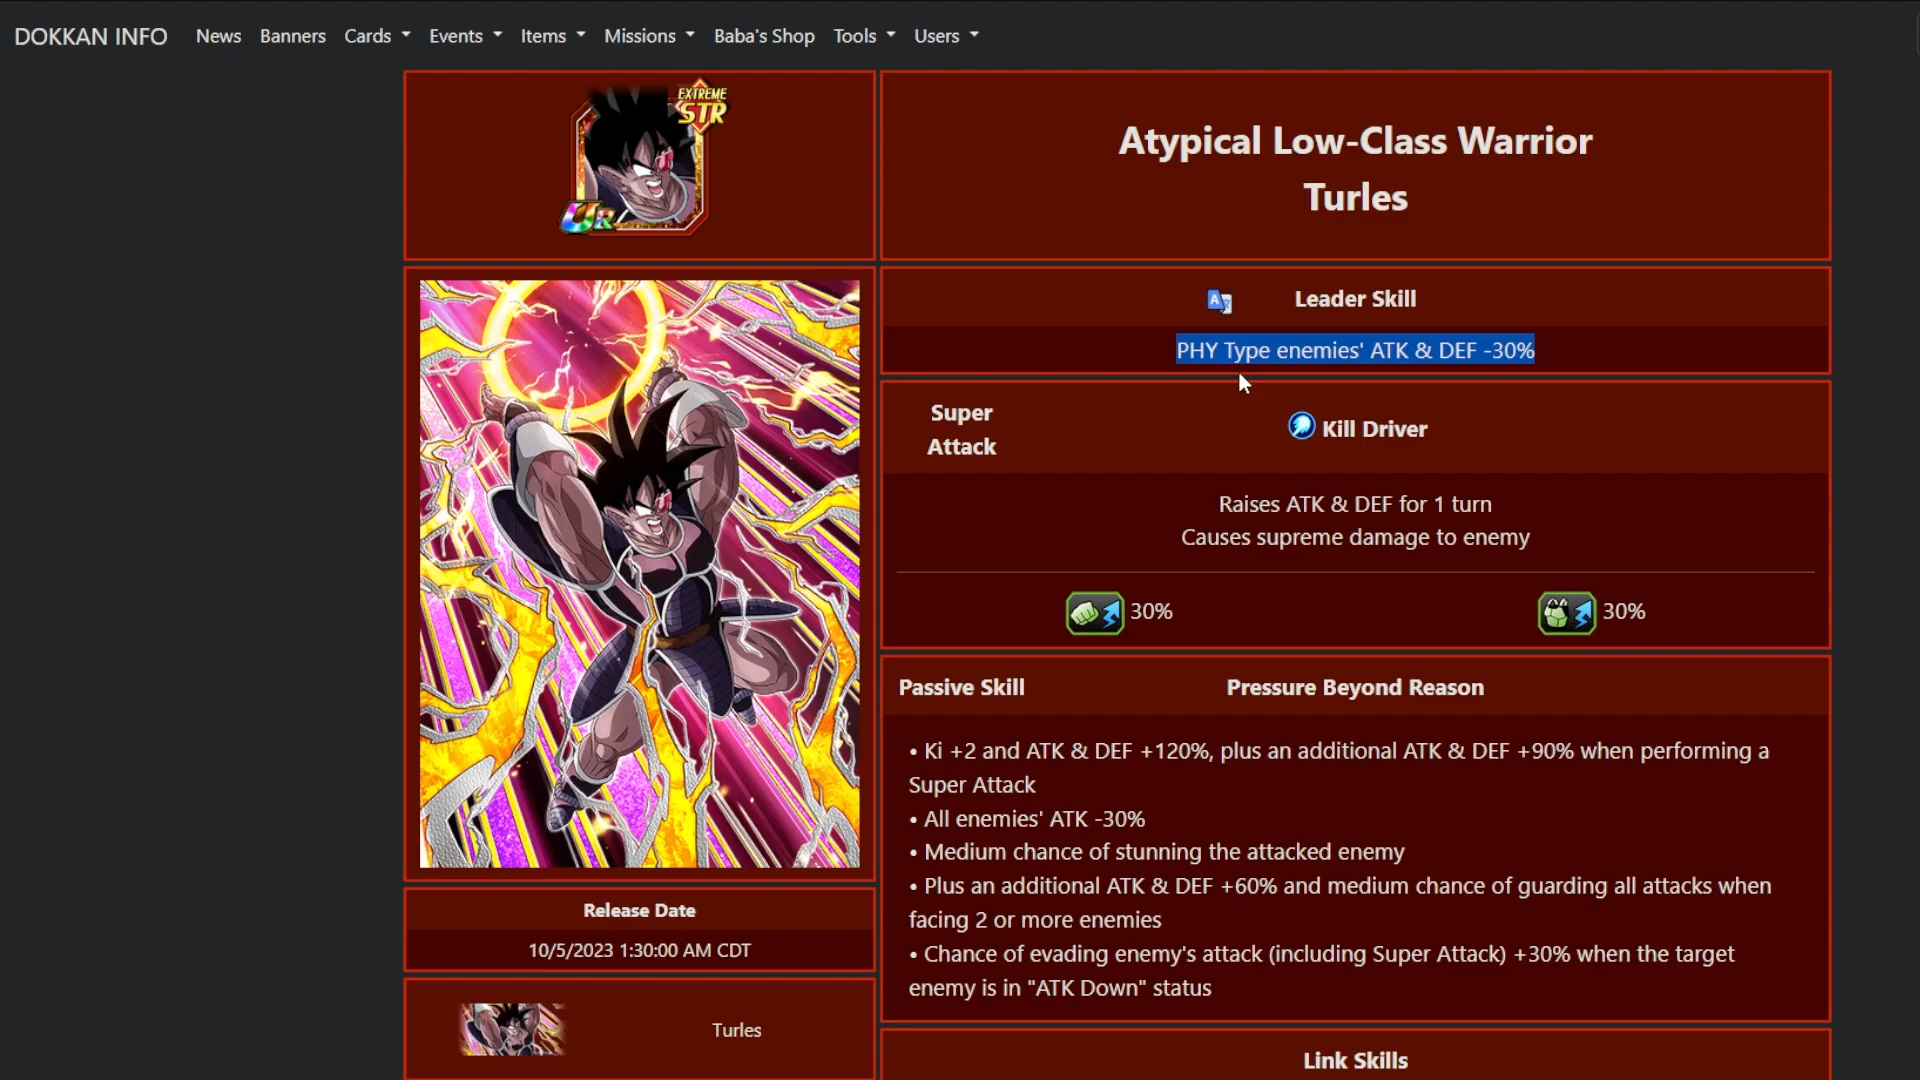 DOKKAN INFO News Banners Cards Events Items Missions Baba's Shop Tools Users
EXTREME
STR
UR
Atypical Low-Class Warrior
Turles
Leader Skill
PHY Type enemies' ATK & DEF -30%
Super
Attack
Kill Driver
Raises ATK & DEF for 1 turn
Causes supreme damage to enemy
30% 30%
Passive Skill Pressure Beyond Reason
• Ki +2 and ATK & DEF +120%, plus an additional ATK & DEF +90% when performing a
Super Attack
• All enemies' ATK -30%
• Medium chance of stunning the attacked enemy
• Plus an additional ATK & DEF +60% and medium chance of guarding all attacks when
facing 2 or more enemies
• Chance of evading enemy's attack (including Super Attack) +30% when the target
enemy is in "ATK Down" status
Release Date
10/5/2023 1:30:00 AM CDT
Turles
Link Skills